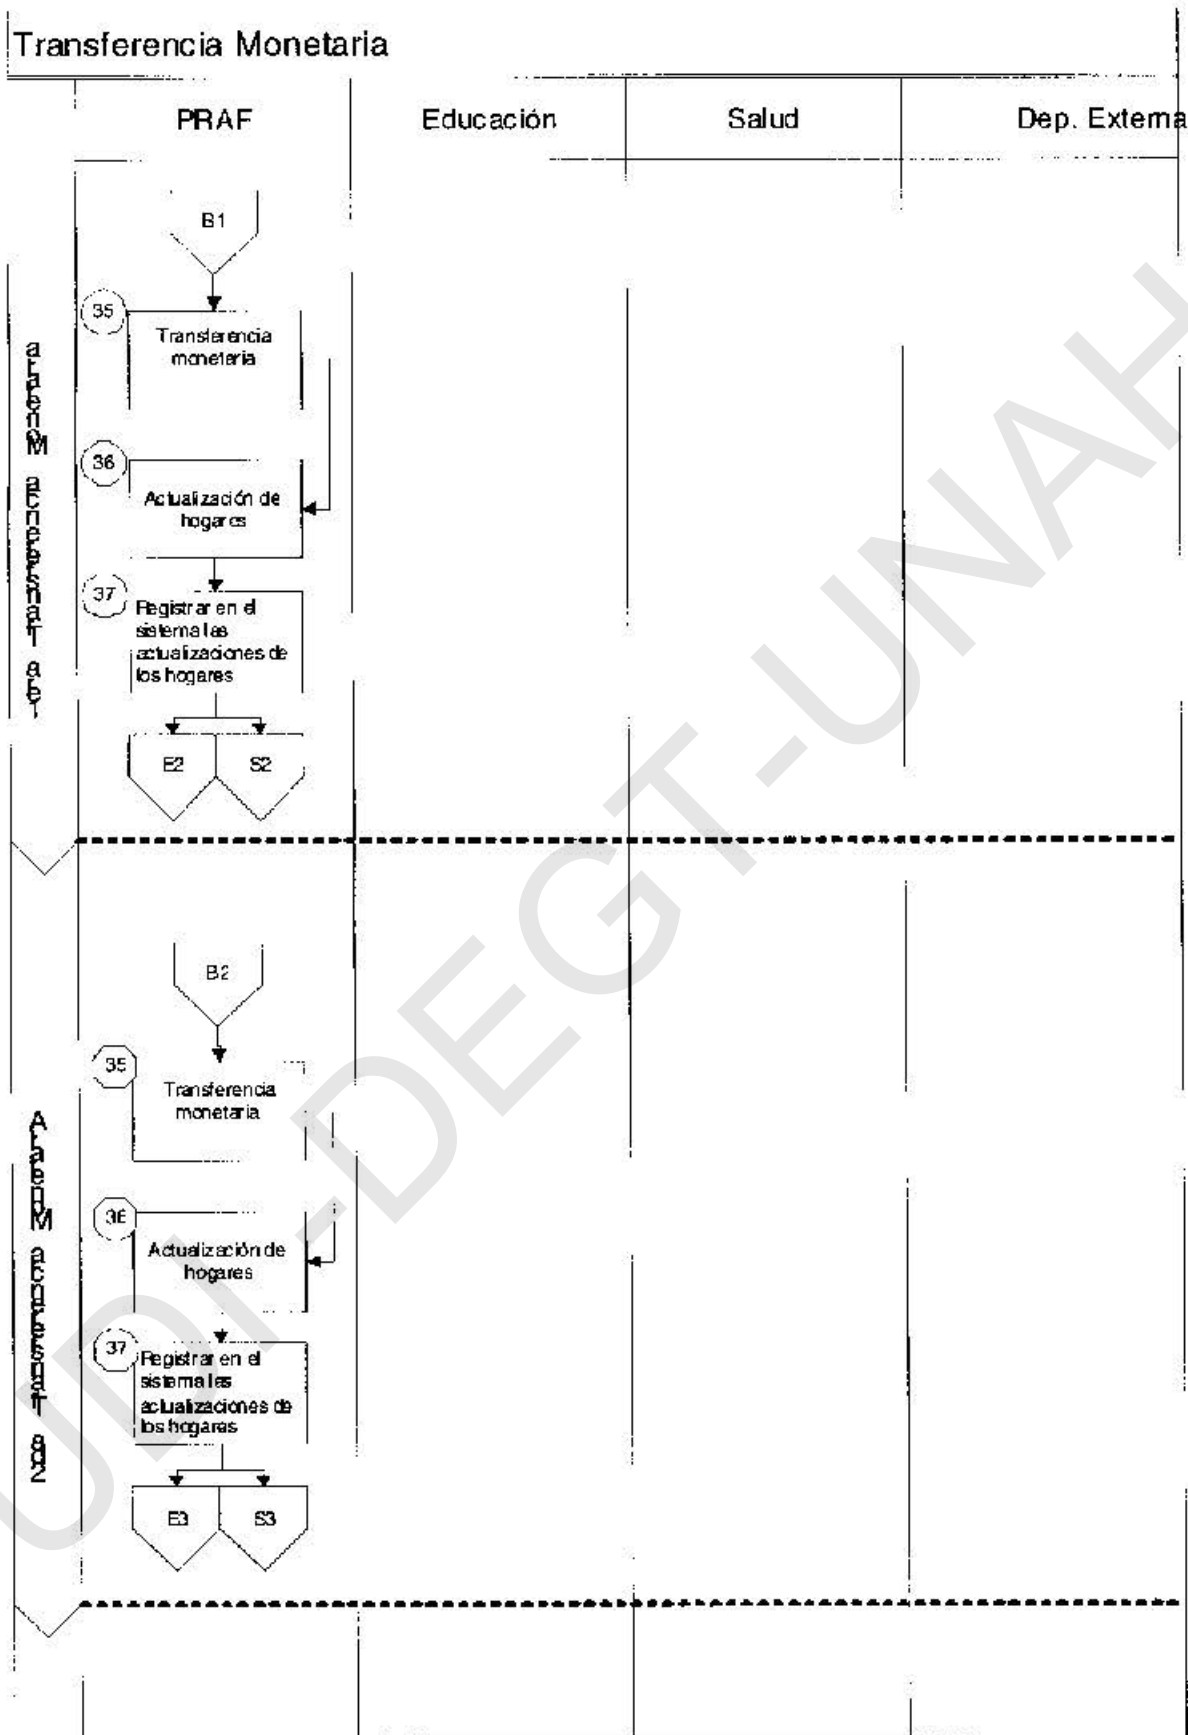 Transferencia Monetaria
PRAF
Educación
Salud
Dep. Externa
B1
35
Transferencia
monetaria
36
Actualización de
hogares
37
Registrar en el
sistema las
actualizaciones de
los hogares
E2
S2
B2
35
Transferencia
monetaria
36
Actualización de
hogares
37
Registrar en el
sistema las
actualizaciones de
los hogares
E3
S3
UDI-DEGT-UNAH